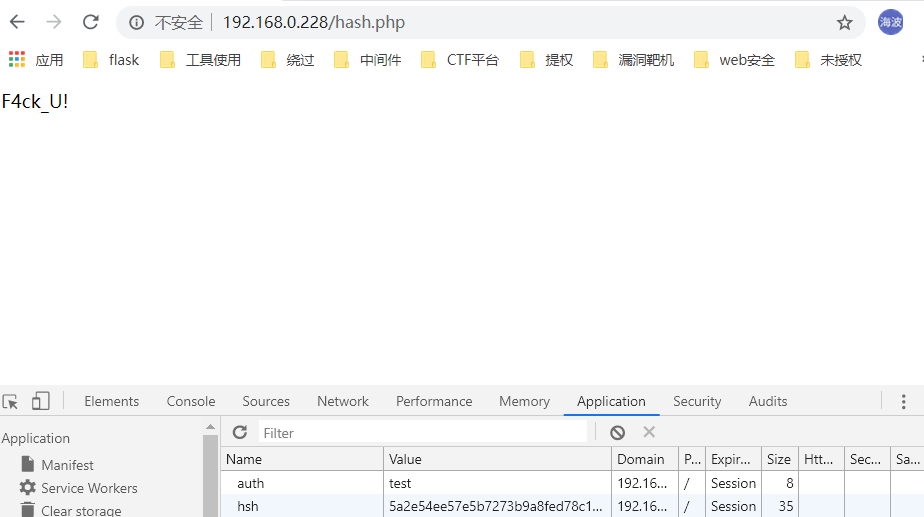 不安全 192.168.0.228/hash.php 海波
应用 flask 工具使用 绕过 中间件 CTF平台 提权 漏洞靶机 web安全 未授权
F4ck_U!
Elements Console Sources Network Performance Memory Application Security Audits
Application Filter
Name Value Domain P... Expir... Size Htt... Sec... Sa...
Manifest auth test 192.16... / Session 8
Service Workers hsh 5a2e54ee57e5b7273b9a8fed78c1... 192.16... / Session 35
Clear storage